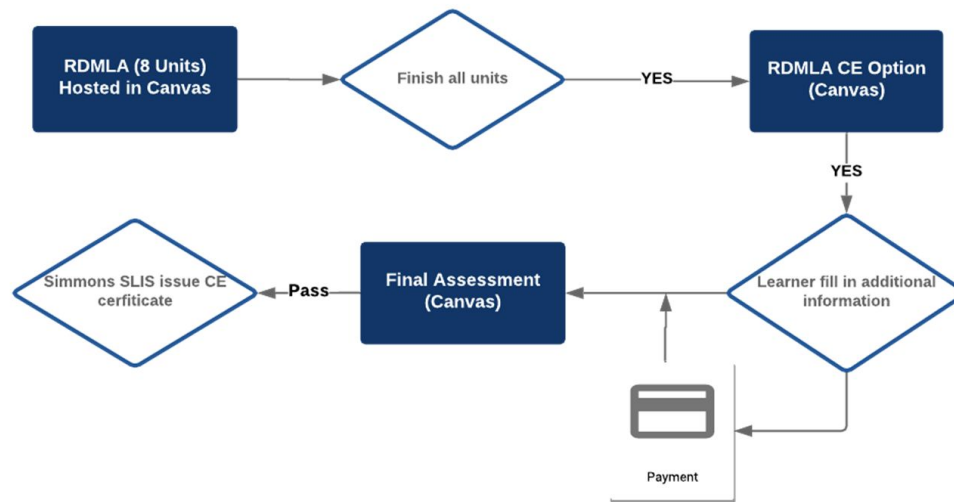 RDMLA (8 Units)
Hosted in Canvas
Finish all units
YES
RDMLA CE Option
(Canvas)
YES
Learner fill in additional
information
Payment
Final Assessment
(Canvas)
Pass
Simmons SLIS issue CE
cerfiticate